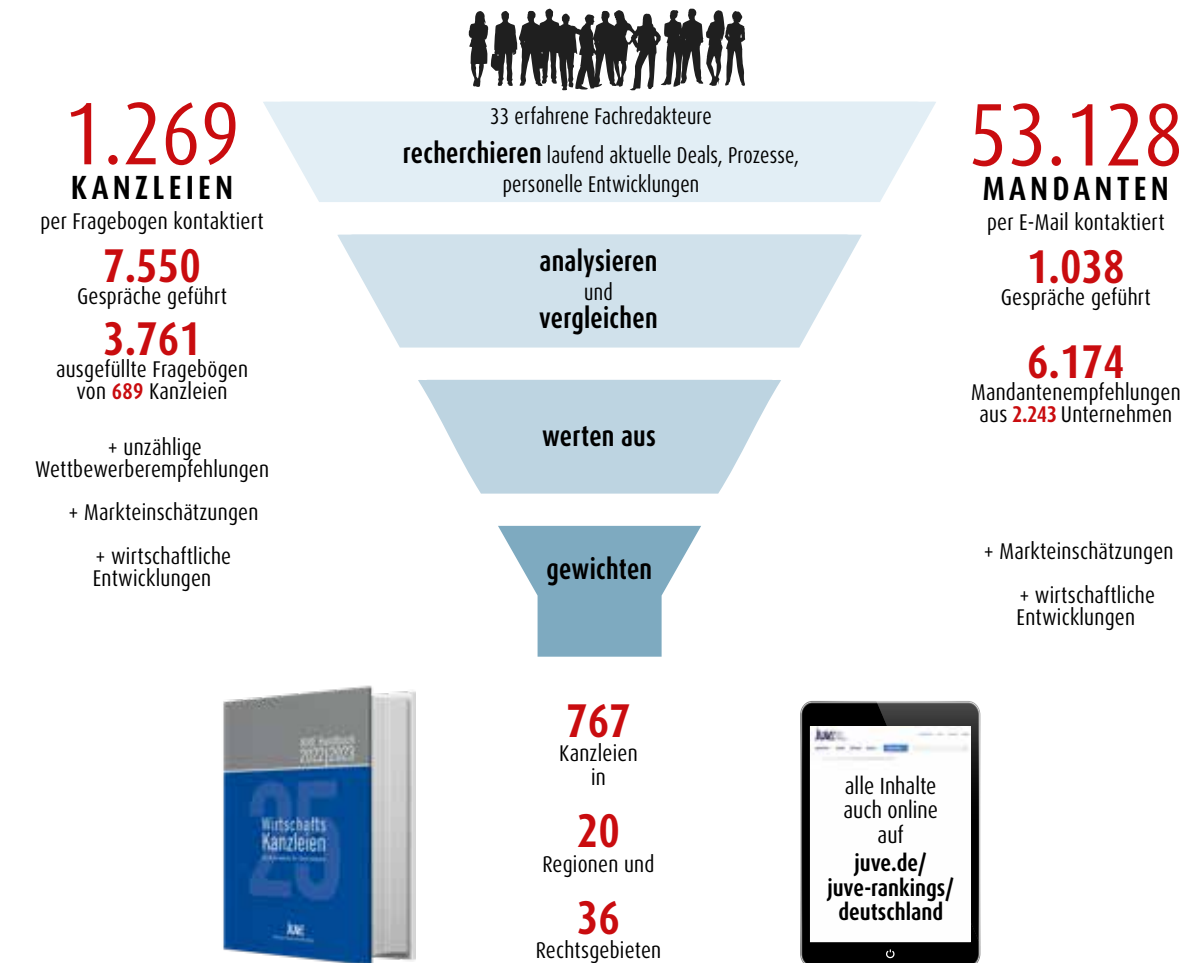 33 erfahrene Fachredakteure
recherchieren laufend aktuelle Deals, Prozesse,
personelle Entwicklungen
analysieren
und
vergleichen
werten aus
gewichten
1.269
KANZLEIEN
per Fragebogen kontaktiert
7.550
Gespräche geführt
3.761
ausgefüllte Fragebögen
von 689 Kanzleien
+ unzählige
Wettbewerberempfehlungen
+ Markteinschätzungen
+ wirtschaftliche
Entwicklungen
53.128
MANDANTEN
per E-Mail kontaktiert
1.038
Gespräche geführt
6.174
Mandantenempfehlungen
aus 2.243 Unternehmen
+ Markteinschätzungen
+ wirtschaftliche
Entwicklungen
JUVE Handbuch
2022|2023
25
Wirtschafts
Kanzleien
JUVE
767
Kanzleien
in
20
Regionen und
36
Rechtsgebieten
JUVE
alle Inhalte
auch online
auf
juve.de/
juve-rankings/
deutschland